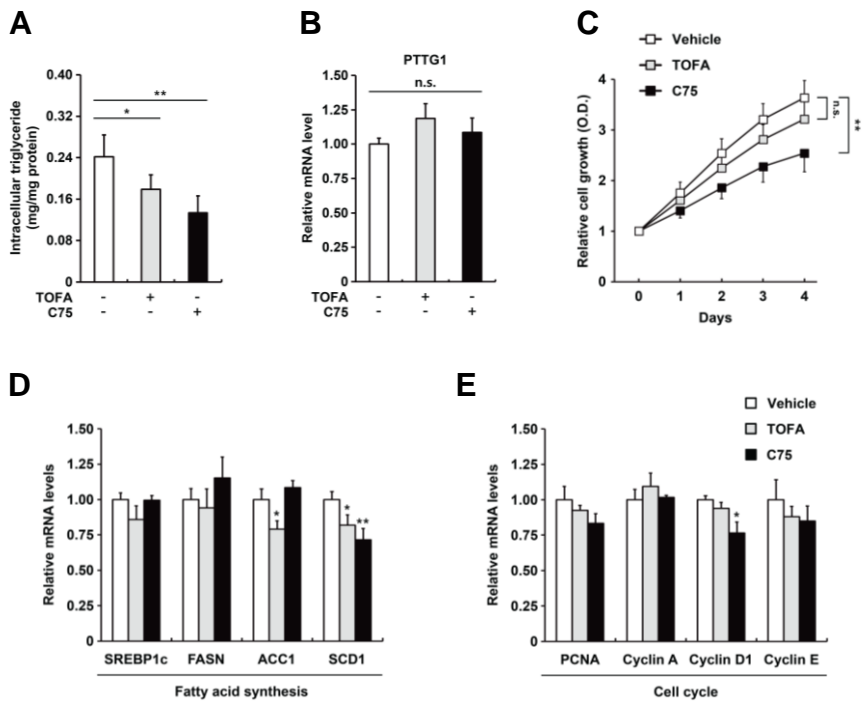 A
Intracellular triglyceride
(mg/mg protein)
0.40
0.32
0.24
0.16
0.08
0
**
*
TOFA - + -
C75 - - +
B
PTTG1
n.s.
Relative mRNA level
1.50
1.25
1.00
0.75
0.50
0.25
0
TOFA - + -
C75 - - +
C
Vehicle
TOFA
C75
Relative cell growth (O.D.)
4
3
2
1
0
n.s.
**
0 1 2 3 4
Days
D
Relative mRNA levels
1.50
1.25
1.00
0.75
0.50
0.25
0
* * **
SREBP1c FASN ACC1 SCD1
Fatty acid synthesis
E
Vehicle
TOFA
C75
Relative mRNA levels
1.50
1.25
1.00
0.75
0.50
0.25
0
*
PCNA Cyclin A Cyclin D1 Cyclin E
Cell cycle